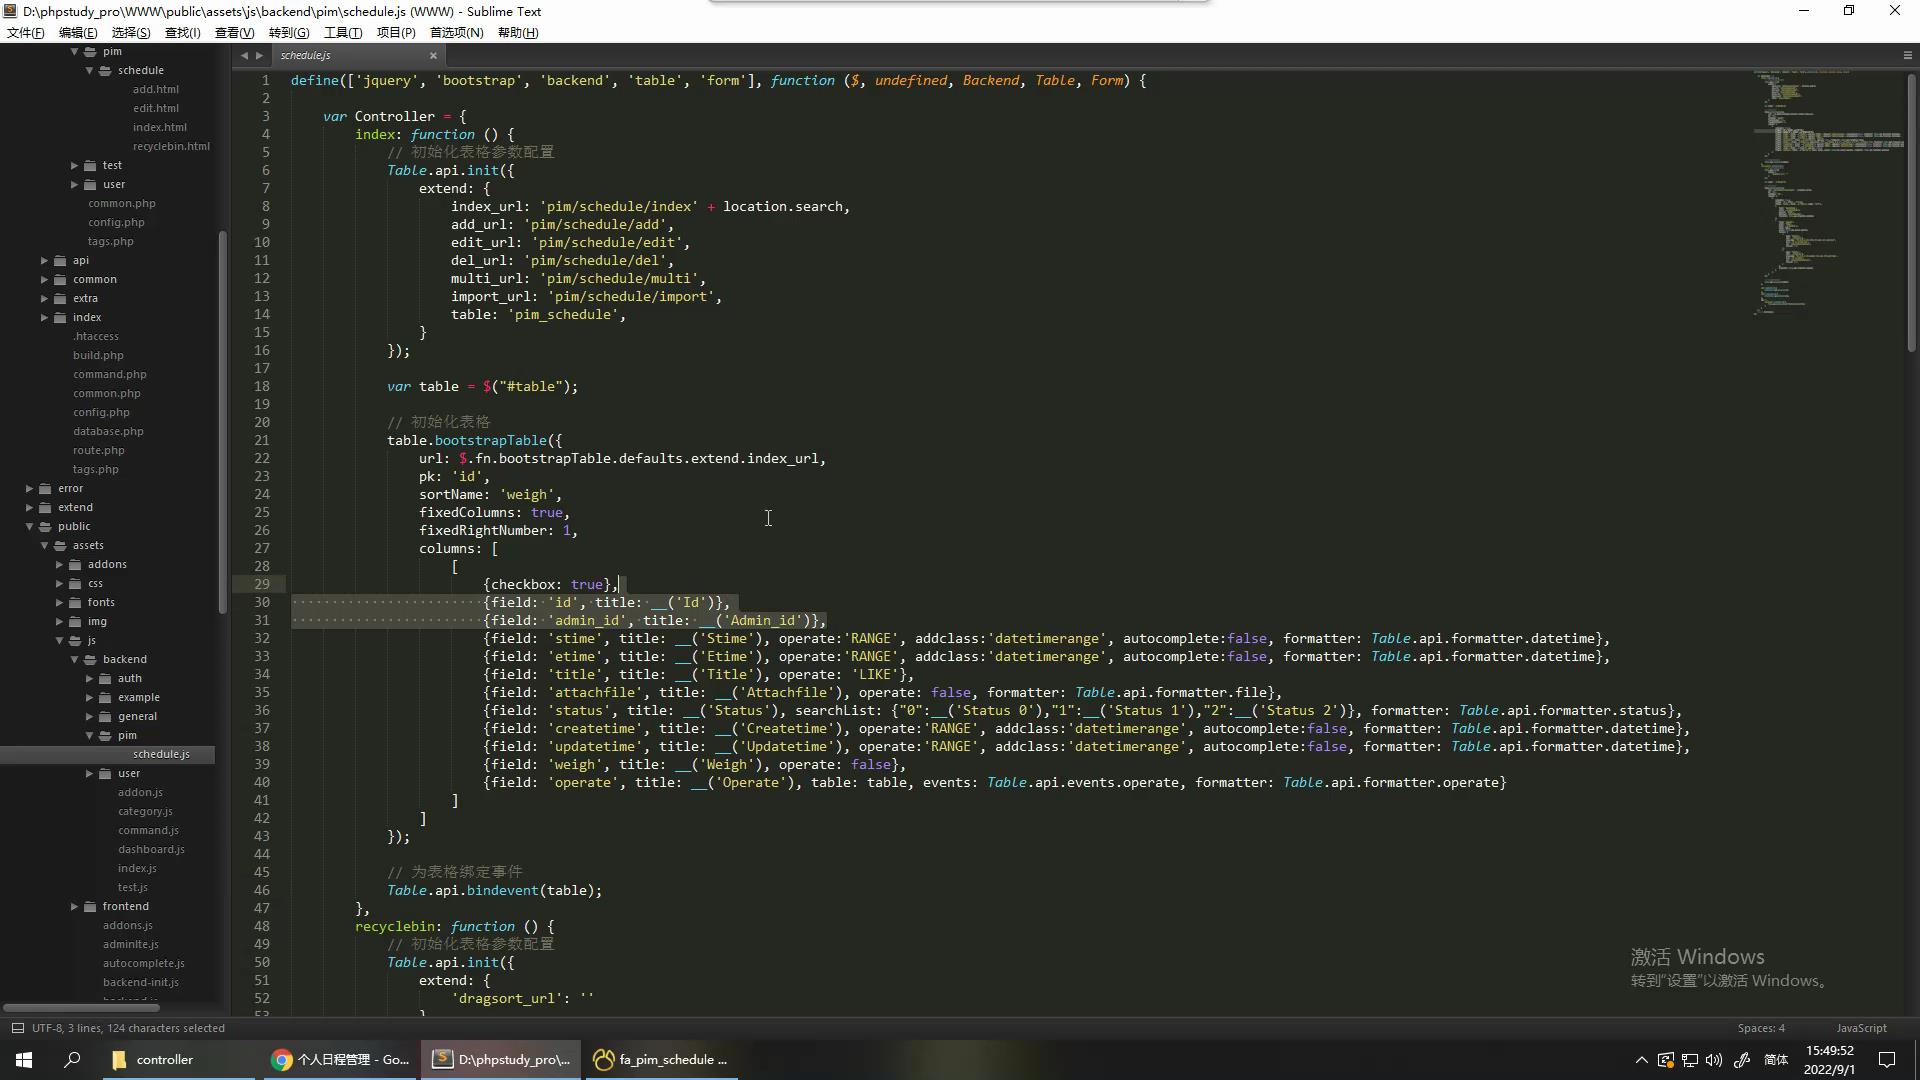 D:\phpstudy_pro\WWW\public\assets\js\backend\pim\schedule.js (WWW) - Sublime Text
文件(F) 编辑(E) 选择(S) 查找(I) 查看(V) 转到(G) 工具(T) 项目(P) 首选项(N) 帮助(H)
schedule.js
pim
schedule
add.html
edit.html
index.html
recyclebin.html
test
user
common.php
config.php
tags.php
api
common
extra
index
.htaccess
build.php
command.php
common.php
config.php
database.php
route.php
tags.php
error
extend
public
assets
addons
css
fonts
img
js
backend
auth
example
general
pim
schedule.js
user
addon.js
category.js
command.js
dashboard.js
index.js
test.js
frontend
addons.js
adminlte.js
autocomplete.js
backend-init.js
1 define(['jquery', 'bootstrap', 'backend', 'table', 'form'], function ($, undefined, Backend, Table, Form) {
2
3 var Controller = {
4 index: function () {
5 // 初始化表格参数配置
6 Table.api.init({
7 extend: {
8 index_url: 'pim/schedule/index' + location.search,
9 add_url: 'pim/schedule/add',
10 edit_url: 'pim/schedule/edit',
11 del_url: 'pim/schedule/del',
12 multi_url: 'pim/schedule/multi',
13 import_url: 'pim/schedule/import',
14 table: 'pim_schedule',
15 }
16 });
17
18 var table = $("#table");
19
20 // 初始化表格
21 table.bootstrapTable({
22 url: $.fn.bootstrapTable.defaults.extend.index_url,
23 pk: 'id',
24 sortName: 'weigh',
25 fixedColumns: true,
26 fixedRightNumber: 1,
27 columns: [
28 [
29 {checkbox: true},
30 {field: 'id', title: __('Id')},
31 {field: 'admin_id', title: __('Admin_id')},
32 {field: 'stime', title: __('Stime'), operate:'RANGE', addclass:'datetimerange', autocomplete:false, formatter: Table.api.formatter.datetime},
33 {field: 'etime', title: __('Etime'), operate:'RANGE', addclass:'datetimerange', autocomplete:false, formatter: Table.api.formatter.datetime},
34 {field: 'title', title: __('Title'), operate: 'LIKE'},
35 {field: 'attachfile', title: __('Attachfile'), operate: false, formatter: Table.api.formatter.file},
36 {field: 'status', title: __('Status'), searchList: {"0":__('Status 0'),"1":__('Status 1'),"2":__('Status 2')}, formatter: Table.api.formatter.status},
37 {field: 'createtime', title: __('Createtime'), operate:'RANGE', addclass:'datetimerange', autocomplete:false, formatter: Table.api.formatter.datetime},
38 {field: 'updatetime', title: __('Updatetime'), operate:'RANGE', addclass:'datetimerange', autocomplete:false, formatter: Table.api.formatter.datetime},
39 {field: 'weigh', title: __('Weigh'), operate: false},
40 {field: 'operate', title: __('Operate'), table: table, events: Table.api.events.operate, formatter: Table.api.formatter.operate}
41 ]
42 ]
43 });
44
45 // 为表格绑定事件
46 Table.api.bindevent(table);
47 },
48 recyclebin: function () {
49 // 初始化表格参数配置
50 Table.api.init({
51 extend: {
52 'dragsort_url': ''
激活 Windows
转到“设置”以激活 Windows。
UTF-8, 3 lines, 124 characters selected
Spaces: 4
JavaScript
controller
个人日程管理 - Go...
D:\phpstudy_pro\...
fa_pim_schedule ...
简体
15:49:52
2022/9/1